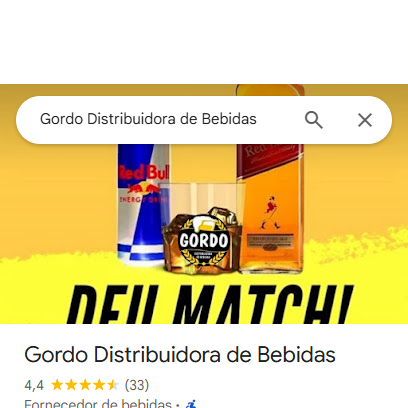 Gordo Distribuidora de Bebidas
Red Bull
ENERGY DRINK
Red
GORDO
DEU MATCH!
Gordo Distribuidora de Bebidas
4,4 (33)
Fornecedor de bebidas ·